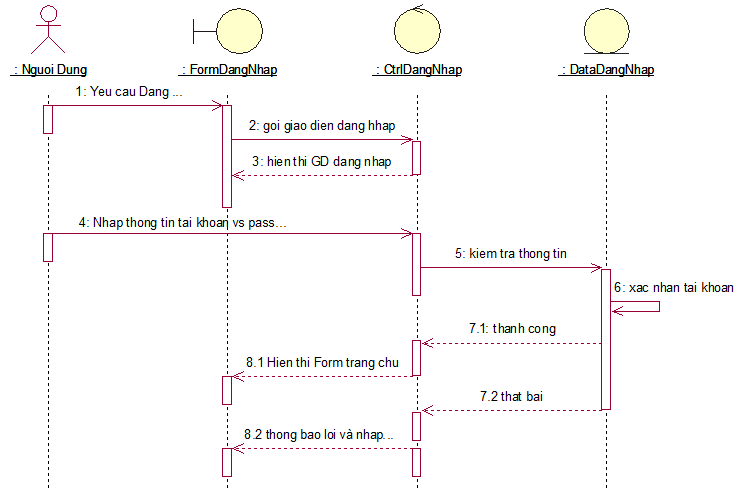 : Nguoi Dung
: FormDangNhap
: CtrlDangNhap
: DataDangNhap
1: Yeu cau Dang ...
2: goi giao dien dang hhap
3: hien thi GD dang nhap
4: Nhap thong tin tai khoan vs pass...
5: kiem tra thong tin
6: xac nhan tai khoan
7.1: thanh cong
8.1 Hien thi Form trang chu
7.2 that bai
8.2 thong bao loi và nhap...